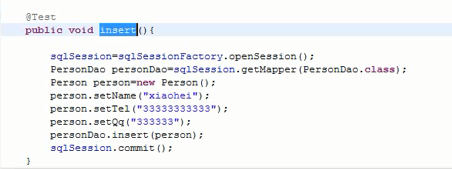 @Test
public void insert(){
sqlSession=sqlSessionFactory.openSession();
PersonDao personDao=sqlSession.getMapper(PersonDao.class);
Person person=new Person();
person.setName("xiaohei");
person.setTel("33333333333");
person.setQq("333333");
personDao.insert(person);
sqlSession.commit();
}